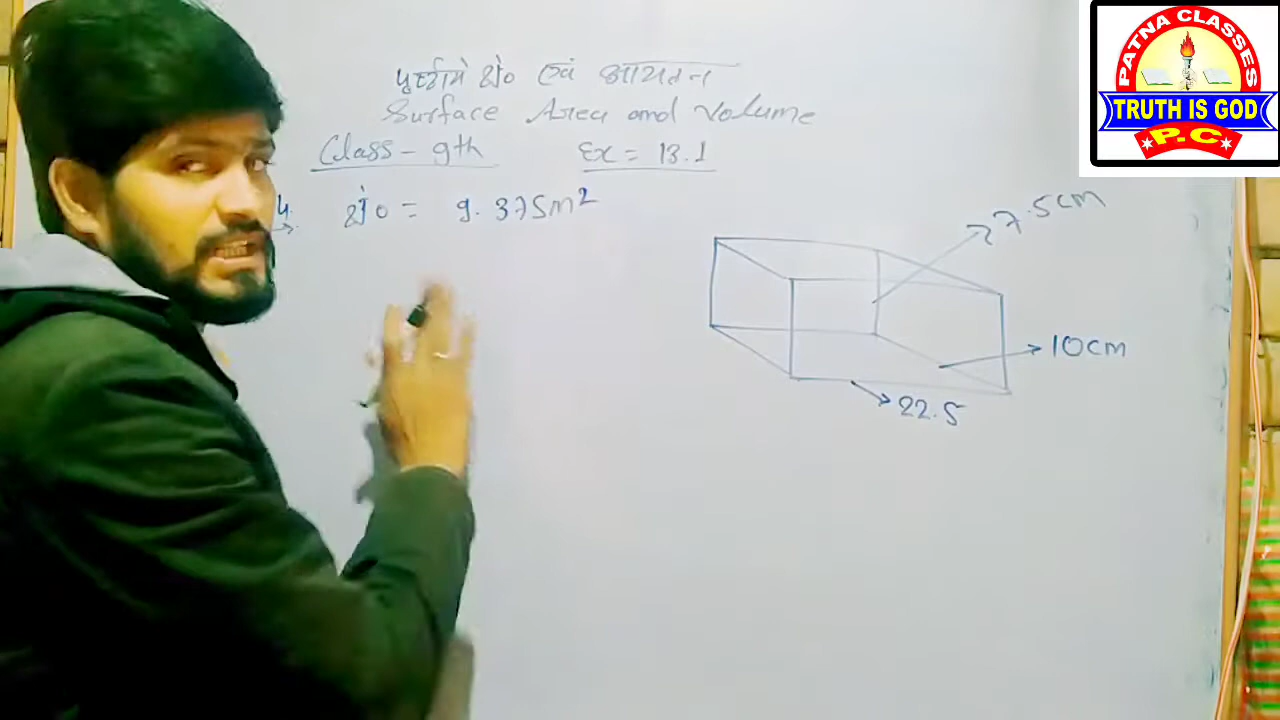 पृष्ठीय क्षे० एवं आयतन
Surface Area and Volume
Class - 9th Ex = 13.1
4. क्षे० = 9.375m²
7.5cm
10cm
22.5
PATNA CLASSES
TRUTH IS GOD
P.C